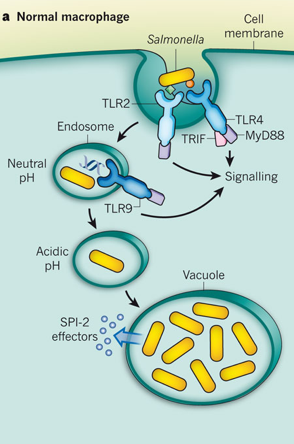 a Normal macrophage
Cell
membrane
Salmonella
TLR2
TLR4
TRIF
MyD88
Endosome
Neutral
pH
Signalling
TLR9
Acidic
pH
Vacuole
SPI-2
effectors